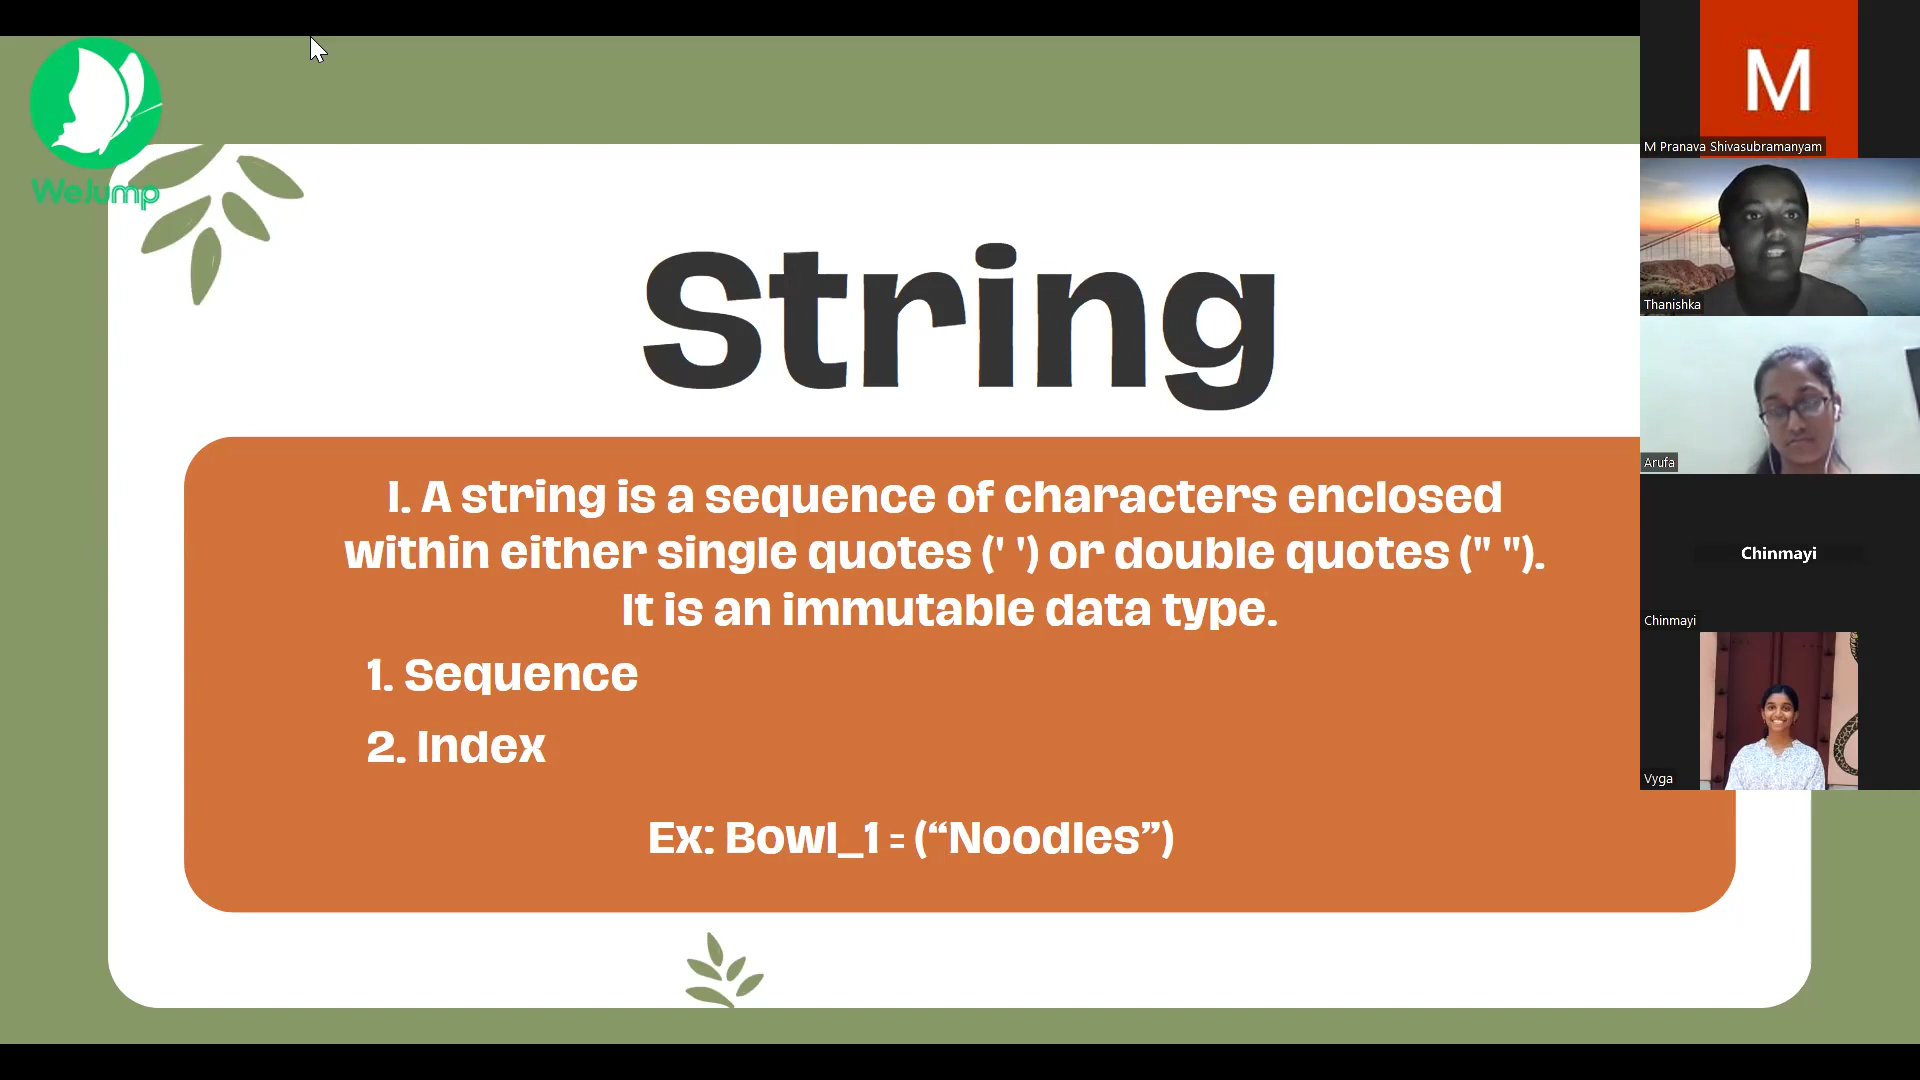 WeJump
String
I. A string is a sequence of characters enclosed
within either single quotes (' ') or double quotes (" ").
It is an immutable data type.
1. Sequence
2. Index
Ex: Bowl_1 = (“Noodles”)
M
M Pranava Shivasubramanyam
Thanishka
Arufa
Chinmayi
Chinmayi
Vyga